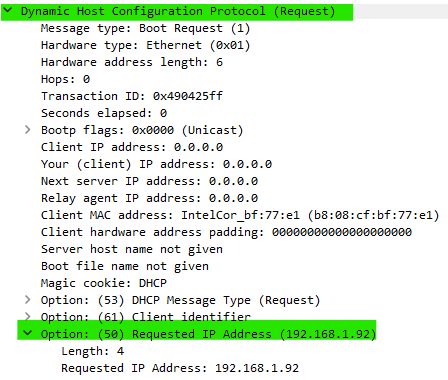 Dynamic Host Configuration Protocol (Request)
Message type: Boot Request (1)
Hardware type: Ethernet (0x01)
Hardware address length: 6
Hops: 0
Transaction ID: 0x490425ff
Seconds elapsed: 0
Bootp flags: 0x0000 (Unicast)
Client IP address: 0.0.0.0
Your (client) IP address: 0.0.0.0
Next server IP address: 0.0.0.0
Relay agent IP address: 0.0.0.0
Client MAC address: IntelCor_bf:77:e1 (b8:08:cf:bf:77:e1)
Client hardware address padding: 00000000000000000000
Server host name not given
Boot file name not given
Magic cookie: DHCP
Option: (53) DHCP Message Type (Request)
Option: (61) Client identifier
Option: (50) Requested IP Address (192.168.1.92)
Length: 4
Requested IP Address: 192.168.1.92